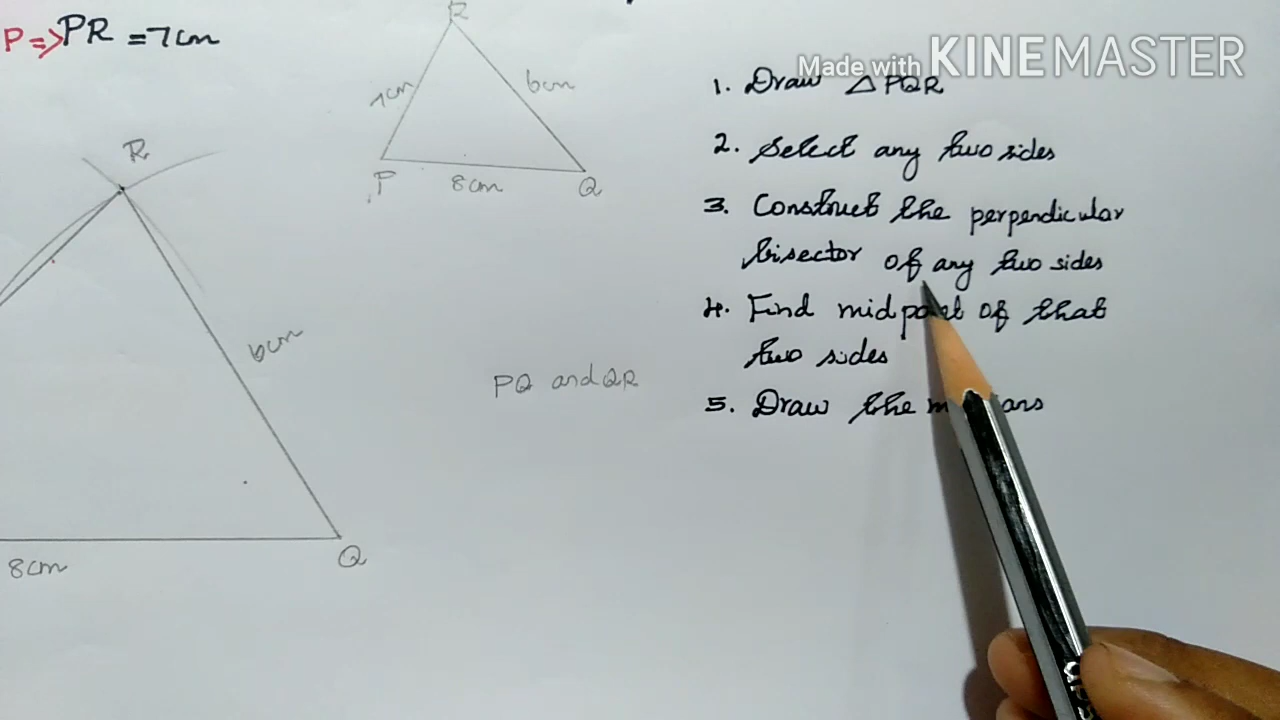 Made with KINEMASTER
P => PR = 7cm
R
7cm
6cm
P
8cm
Q
R
6cm
8cm
Q
PQ and QR
1. Draw △ PQR
2. Select any two sides
3. Construct the perpendicular
bisector of any two sides
4. Find midpoint of that
two sides
5. Draw the